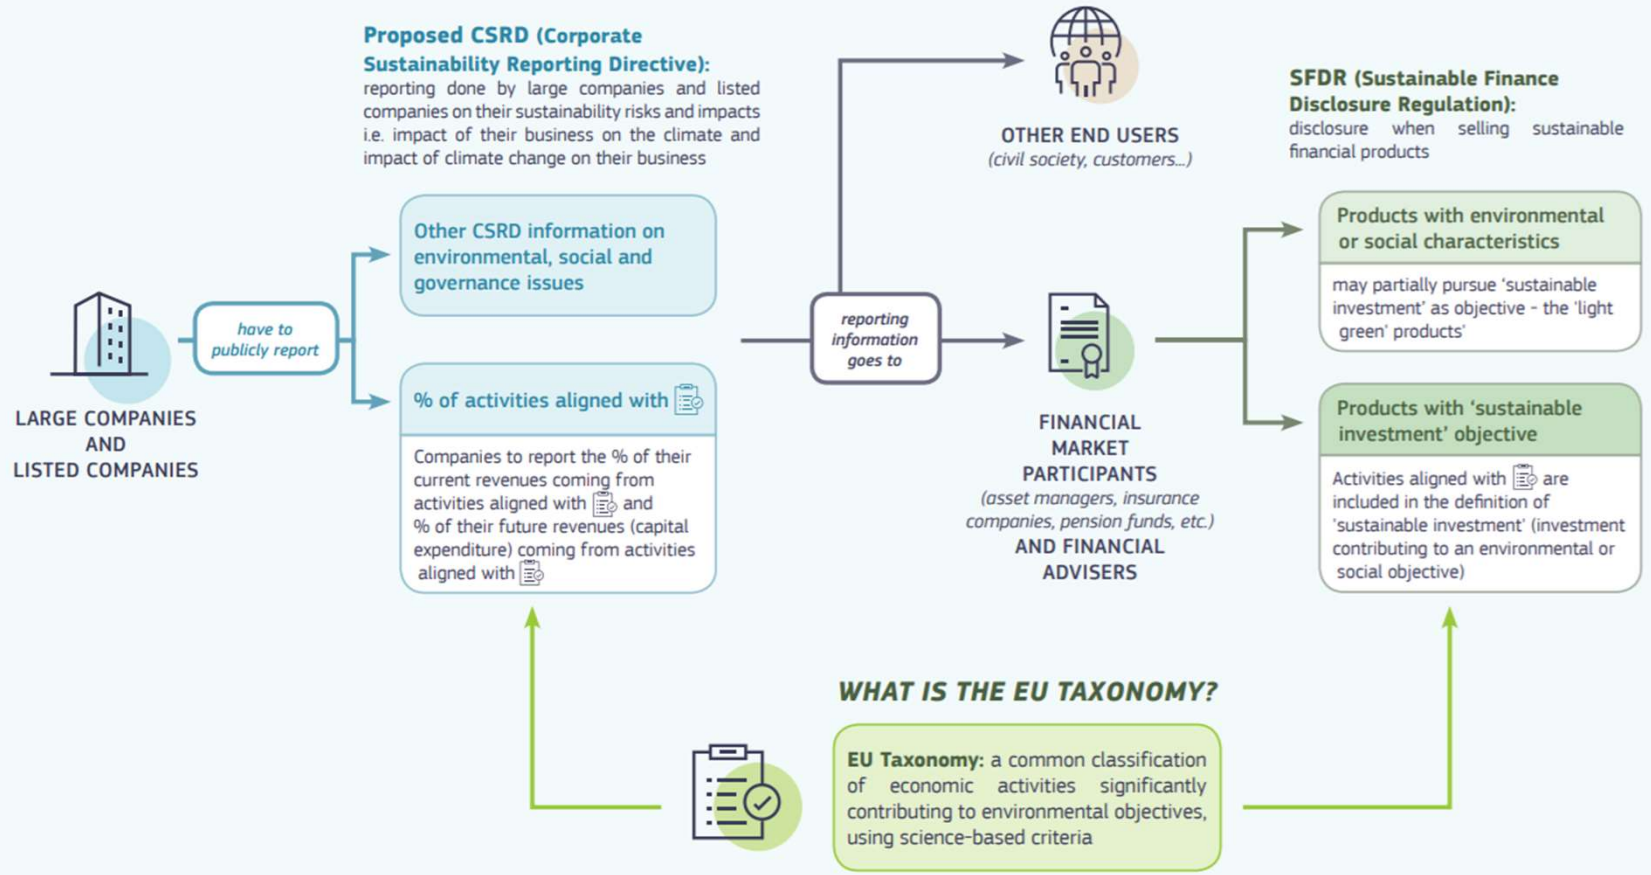 Proposed CSRD (Corporate
Sustainability Reporting Directive):
reporting done by large companies and listed
companies on their sustainability risks and impacts
i.e. impact of their business on the climate and
impact of climate change on their business
LARGE COMPANIES
AND
LISTED COMPANIES
have to
publicly report
Other CSRD information on
environmental, social and
governance issues
% of activities aligned with
Companies to report the % of their
current revenues coming from
activities aligned with and
% of their future revenues (capital
expenditure) coming from activities
aligned with
reporting
information
goes to
OTHER END USERS
(civil society, customers...)
FINANCIAL
MARKET
PARTICIPANTS
(asset managers, insurance
companies, pension funds, etc.)
AND FINANCIAL
ADVISERS
SFDR (Sustainable Finance
Disclosure Regulation):
disclosure when selling sustainable
financial products
Products with environmental
or social characteristics
may partially pursue 'sustainable
investment' as objective - the 'light
green' products'
Products with 'sustainable
investment' objective
Activities aligned with are
included in the definition of
'sustainable investment' (investment
contributing to an environmental or
social objective)
WHAT IS THE EU TAXONOMY?
EU Taxonomy: a common classification
of economic activities significantly
contributing to environmental objectives,
using science-based criteria